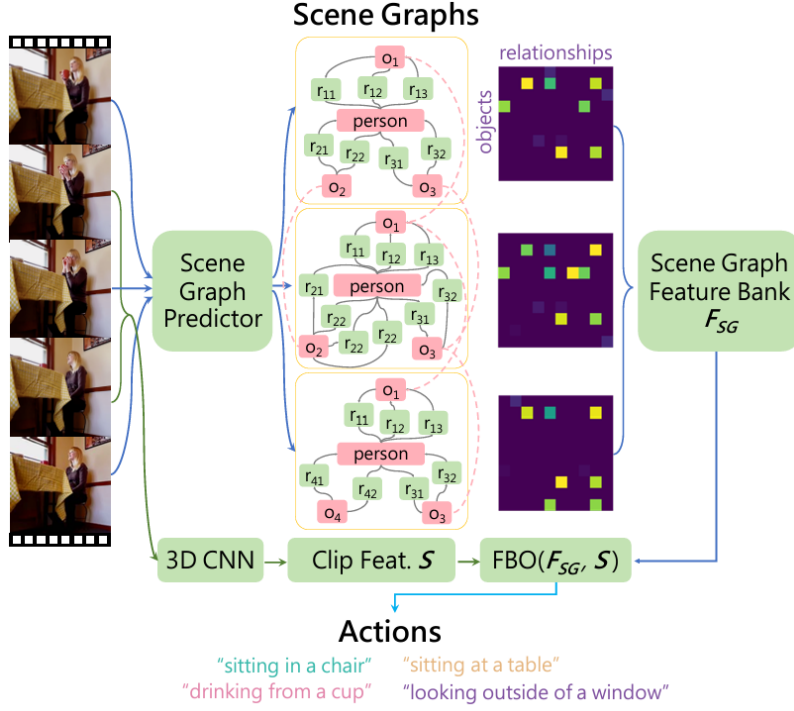 Scene Graphs
relationships
objects
o1
r11
r12
r13
person
r21
r22
r31
r32
o2
o3
o1
r11
r12
r13
r21
person
r32
r22
r31
r22
r22
o2
o3
o1
r11
r12
r13
person
r41
r42
r31
r32
o4
o3
Scene
Graph
Predictor
Scene Graph
Feature Bank
FSG
3D CNN
Clip Feat. S
FBO(FSG, S)
Actions
"sitting in a chair"
"sitting at a table"
"drinking from a cup"
"looking outside of a window"